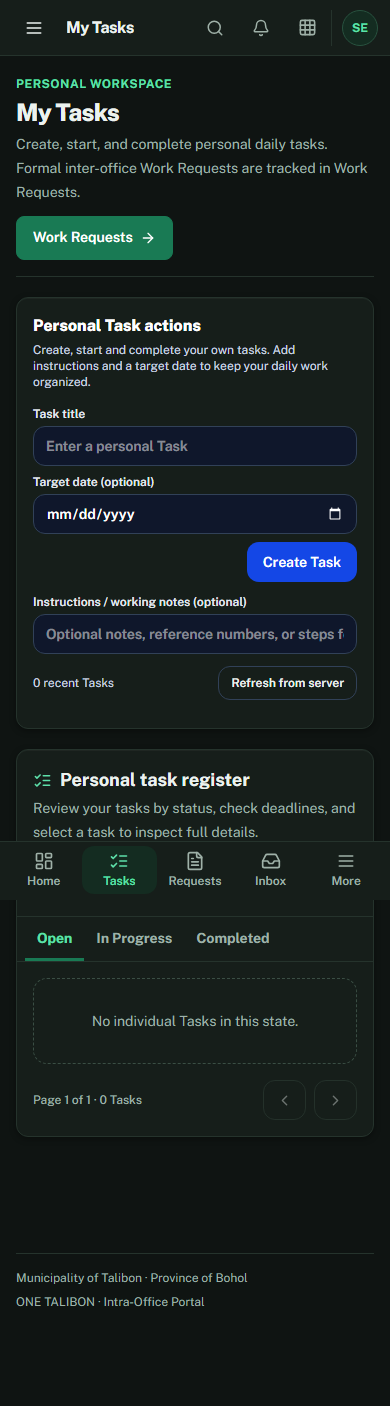 My Tasks
SE
PERSONAL WORKSPACE
My Tasks
Create, start, and complete personal daily tasks.
Formal inter-office Work Requests are tracked in Work
Requests.
Work Requests
Personal Task actions
Create, start and complete your own tasks. Add
instructions and a target date to keep your daily work
organized.
Task title
Enter a personal Task
Target date (optional)
mm/dd/yyyy
Create Task
Instructions / working notes (optional)
Optional notes, reference numbers, or steps f
0 recent Tasks
Refresh from server
Personal task register
Review your tasks by status, check deadlines, and
select a task to inspect full details.
Home
Tasks
Requests
Inbox
More
Open
In Progress
Completed
No individual Tasks in this state.
Page 1 of 1 · 0 Tasks
Municipality of Talibon · Province of Bohol
ONE TALIBON · Intra-Office Portal